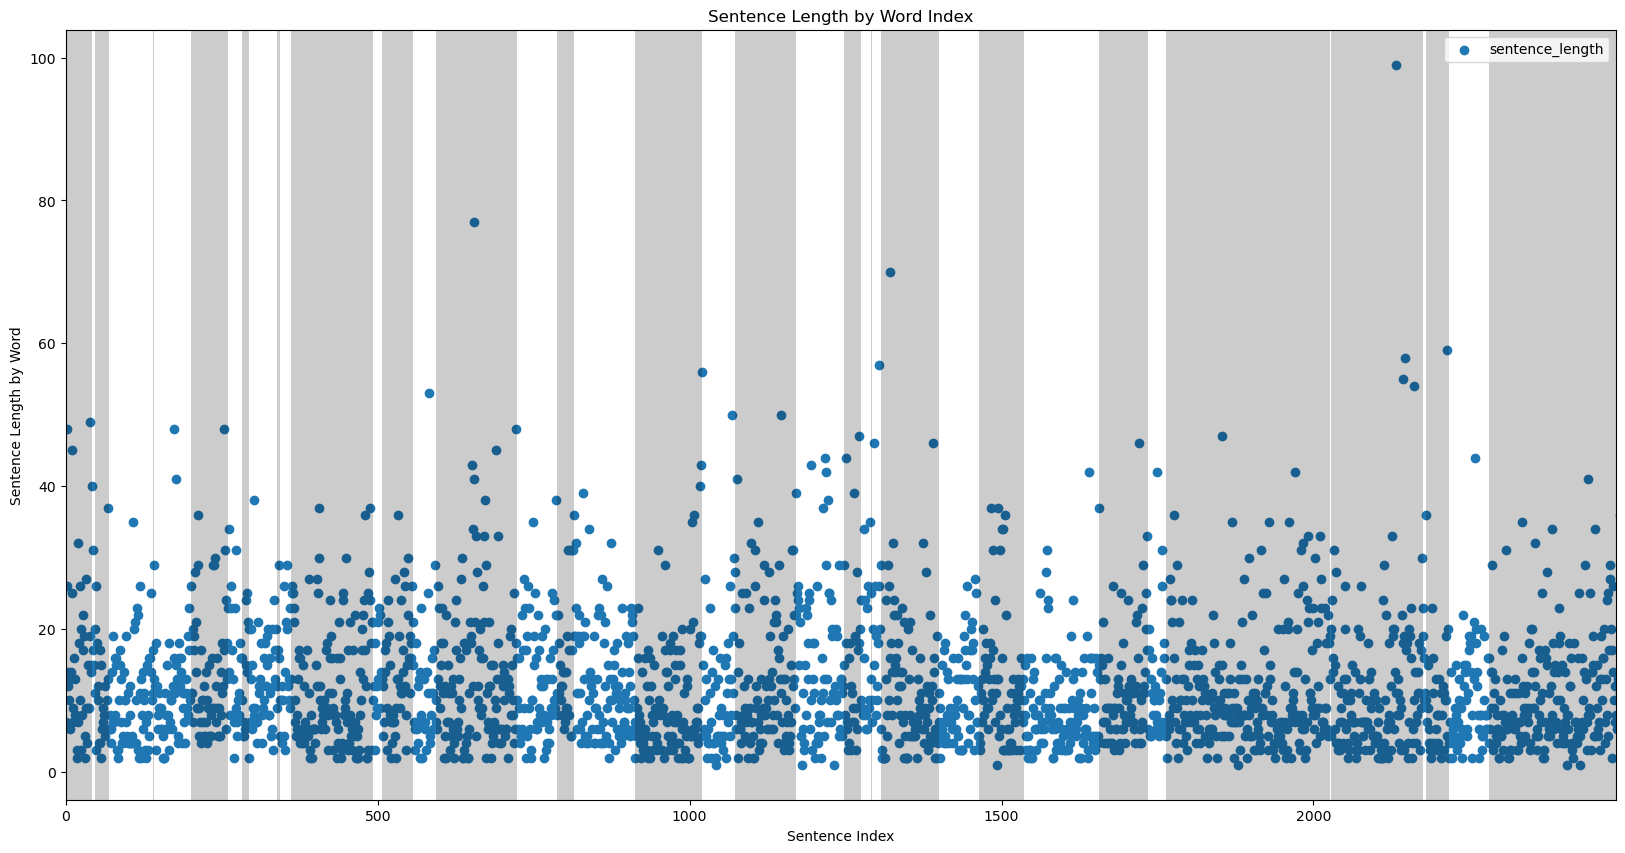 Sentence Length by Word Index
sentence_length
Sentence Length by Word
100
80
60
40
20
0
0 500 1000 1500 2000
Sentence Index